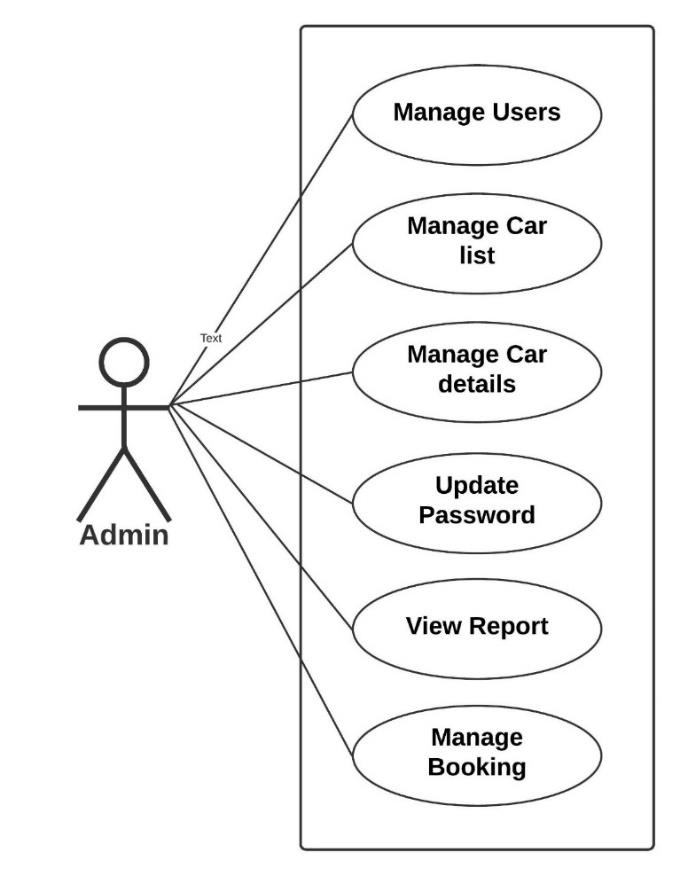 Manage Users
Manage Car
list
Text
Manage Car
details
Update
Password
Admin
View Report
Manage
Booking